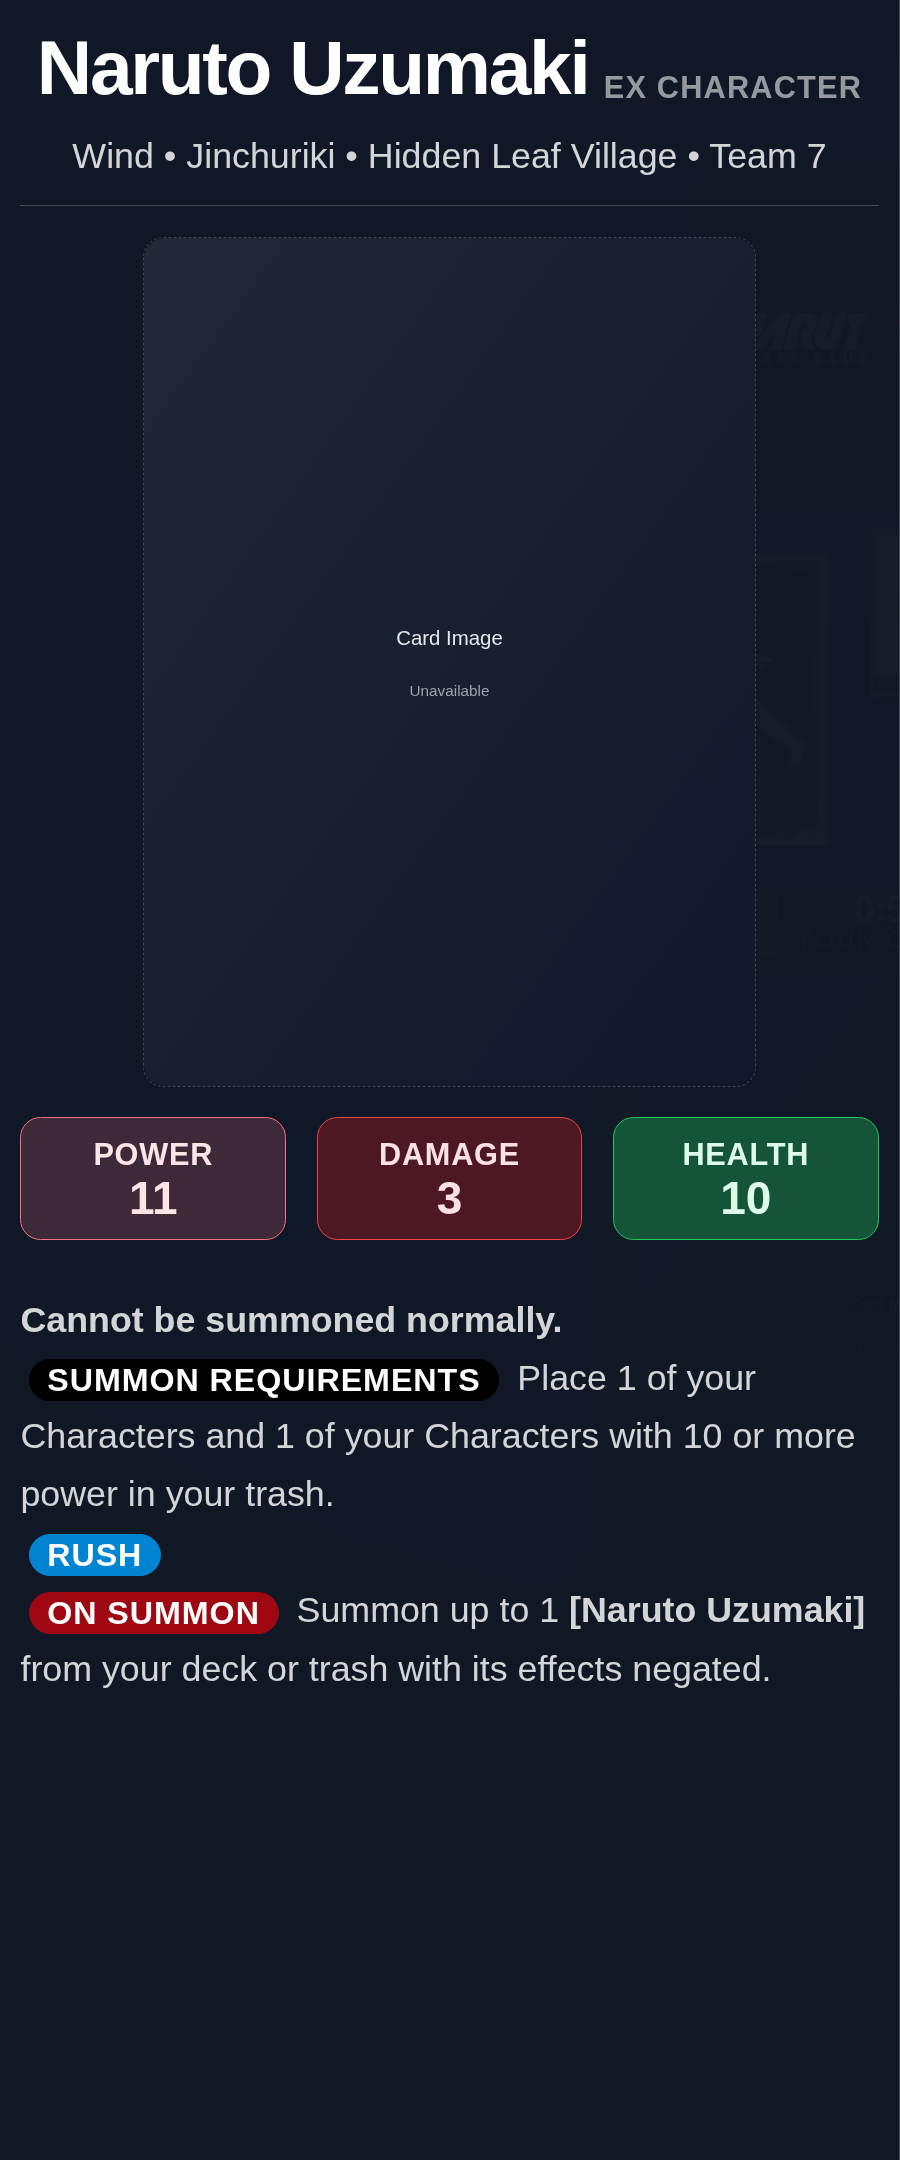 Naruto Uzumaki EX CHARACTER
Wind • Jinchuriki • Hidden Leaf Village • Team 7
Card Image
Unavailable
POWER
11
DAMAGE
3
HEALTH
10
Cannot be summoned normally.
SUMMON REQUIREMENTS Place 1 of your
Characters and 1 of your Characters with 10 or more
power in your trash.
RUSH
ON SUMMON Summon up to 1 [Naruto Uzumaki]
from your deck or trash with its effects negated.
YOUR